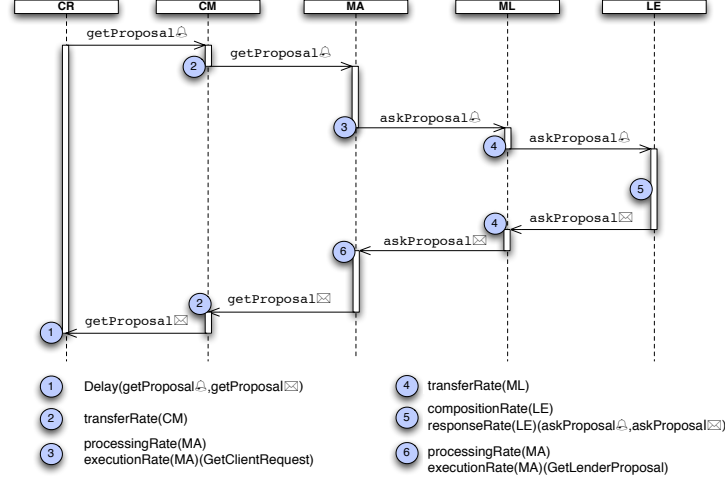 CR CM MA ML LE
getProposal
getProposal
2
askProposal
3
askProposal
4
5
askProposal
4
askProposal
6
getProposal
2
getProposal
1
1 Delay(getProposal,getProposal)
2 transferRate(CM)
3 processingRate(MA)
executionRate(MA)(GetClientRequest)
4 transferRate(ML)
5 compositionRate(LE)
responseRate(LE)(askProposal,askProposal)
6 processingRate(MA)
executionRate(MA)(GetLenderProposal)